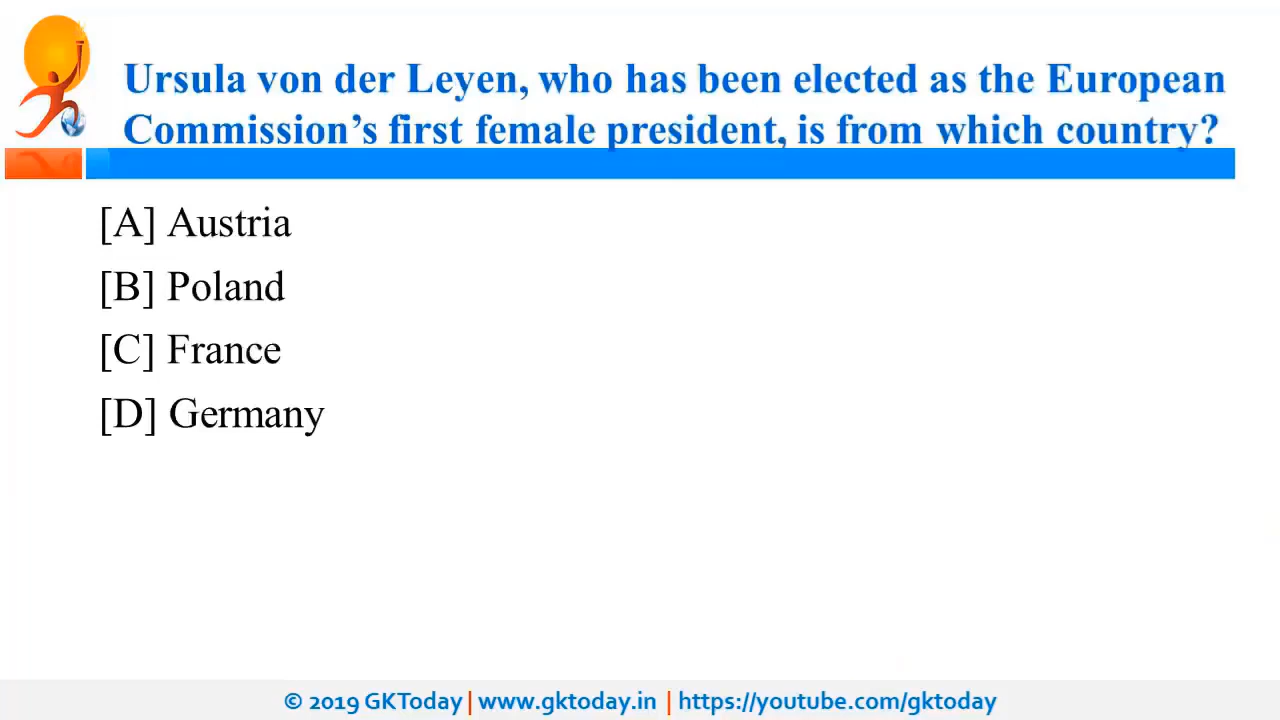 Ursula von der Leyen, who has been elected as the European
Commission’s first female president, is from which country?
[A] Austria
[B] Poland
[C] France
[D] Germany
© 2019 GKToday | www.gktoday.in | https://youtube.com/gktoday